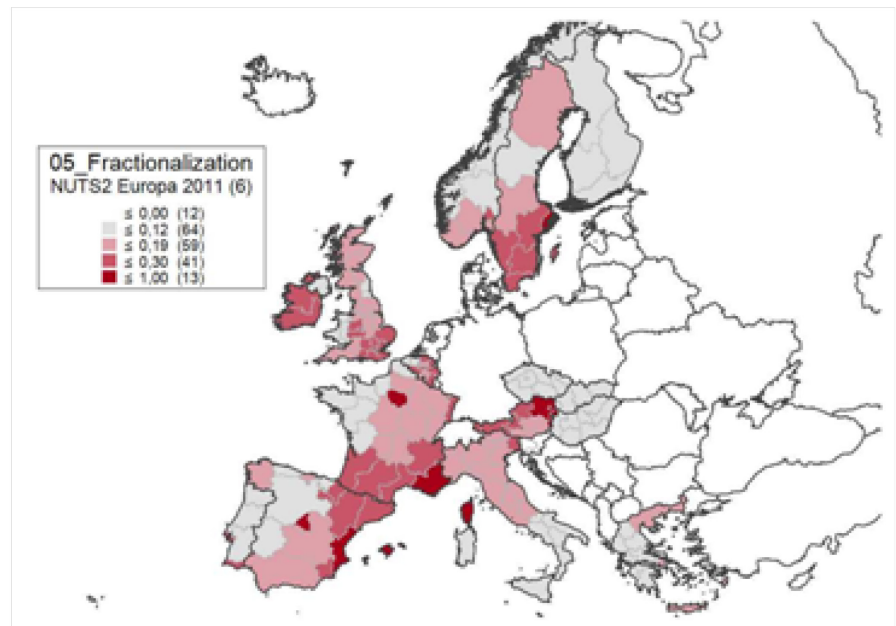 05_Fractionalization
NUTS2 Europa 2011 (6)
≤ 0,00 (12)
≤ 0,12 (64)
≤ 0,19 (59)
≤ 0,30 (41)
≤ 1,00 (13)